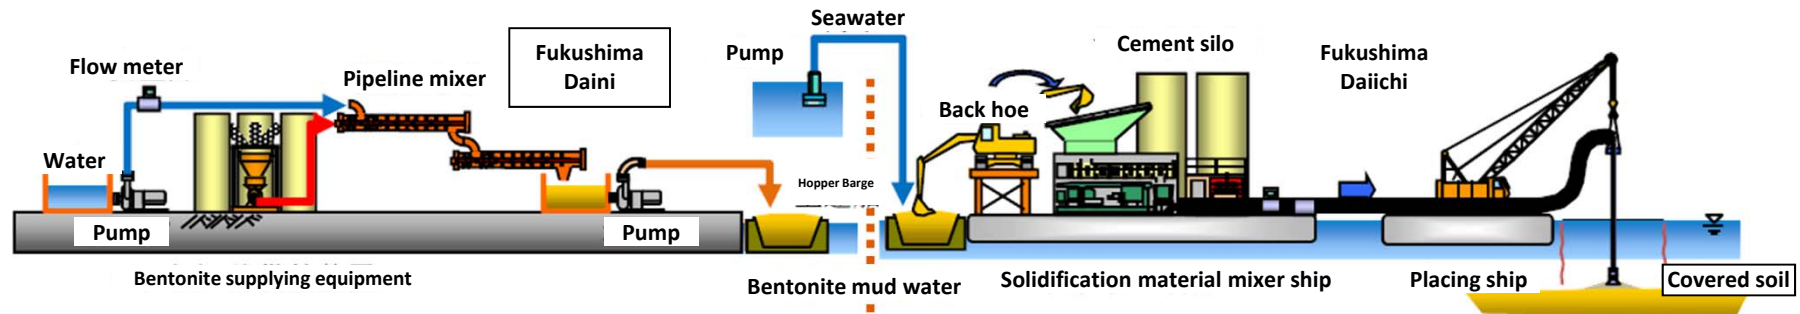 Seawater
Flow meter
Pipeline mixer
Fukushima
Daini
Pump
Cement silo
Fukushima
Daiichi
Back hoe
Water
Hopper Barge
Pump
Pump
Bentonite supplying equipment
Bentonite mud water
Solidification material mixer ship
Placing ship
Covered soil